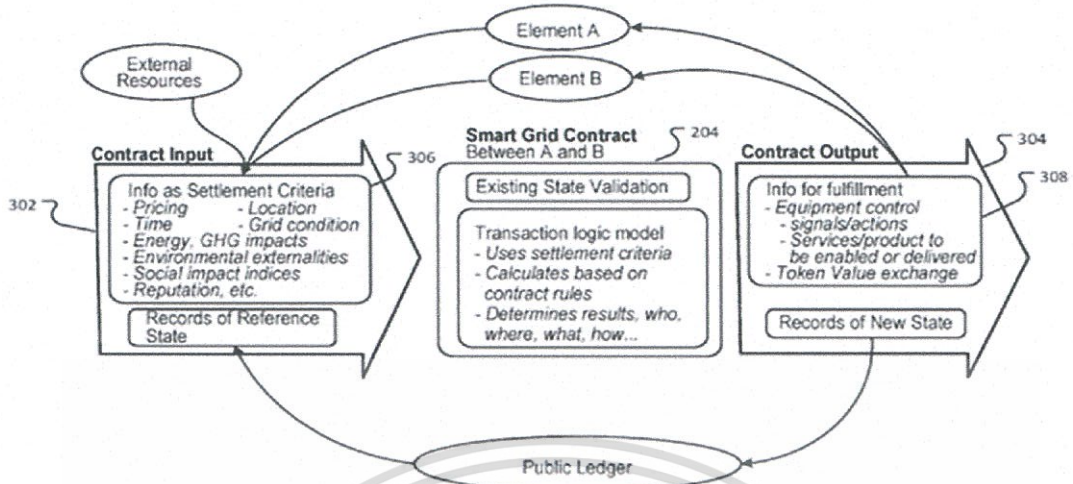 Element A
External
Resources
Element B
Smart Grid Contract
Between A and B
204
Contract Input
306
Contract Output
304
302
Info as Settlement Criteria
- Pricing - Location
- Time - Grid condition
- Energy, GHG impacts
- Environmental externalities
- Social impact indices
- Reputation, etc.
Records of Reference
State
Existing State Validation
Transaction logic model
- Uses settlement criteria
- Calculates based on
contract rules
- Determines results, who,
where, what, how...
308
Info for fulfillment
- Equipment control
- signals/actions
- Services/product to
be enabled or delivered
- Token Value exchange
Records of New State
Public Ledger